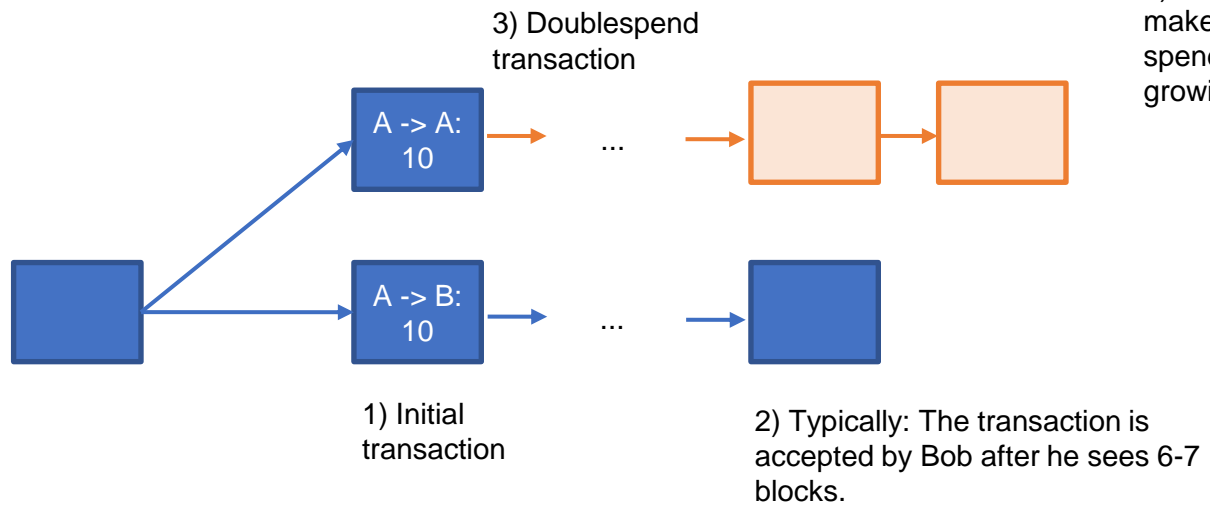 3) Doublespend
transaction
make
growi
A -> A:
10
...
A -> B:
10
...
1) Initial
transaction
2) Typically: The transaction is
accepted by Bob after he sees 6-7
blocks.